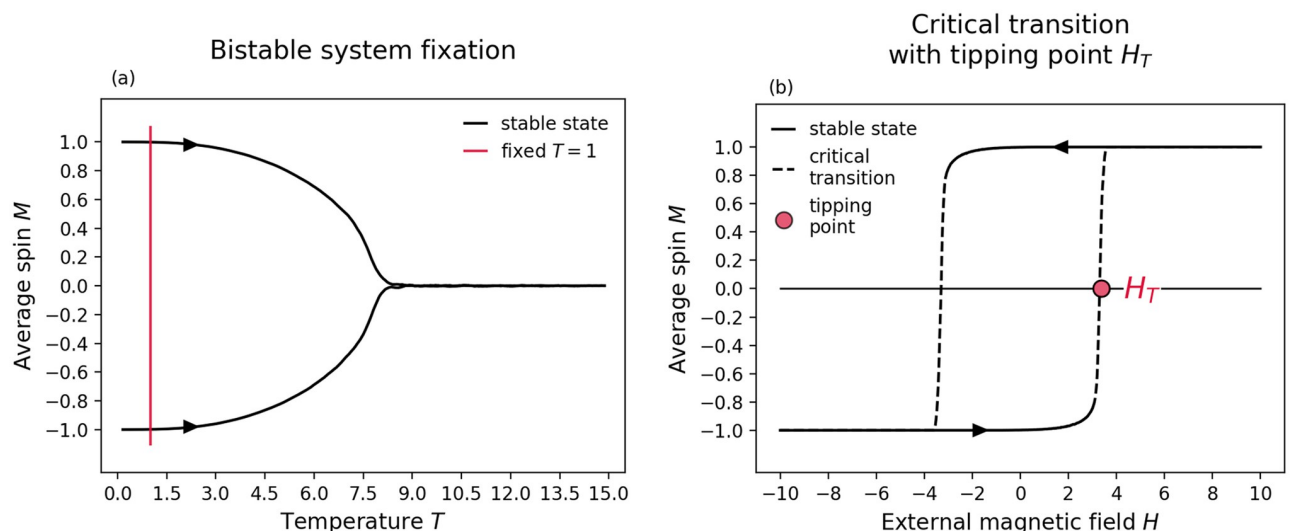 Bistable system fixation
(a)
stable state
fixed T = 1
1.0
0.8
0.6
0.4
0.2
0.0
−0.2
−0.4
−0.6
−0.8
−1.0
Average spin M
0.0 1.5 3.0 4.5 6.0 7.5 9.0 10.5 12.0 13.5 15.0
Temperature T
Critical transition
with tipping point H_T
(b)
stable state
critical
transition
tipping
point
1.0
0.8
0.6
0.4
0.2
0.0
−0.2
−0.4
−0.6
−0.8
−1.0
Average spin M
H_T
−10 −8 −6 −4 −2 0 2 4 6 8 10
External magnetic field H